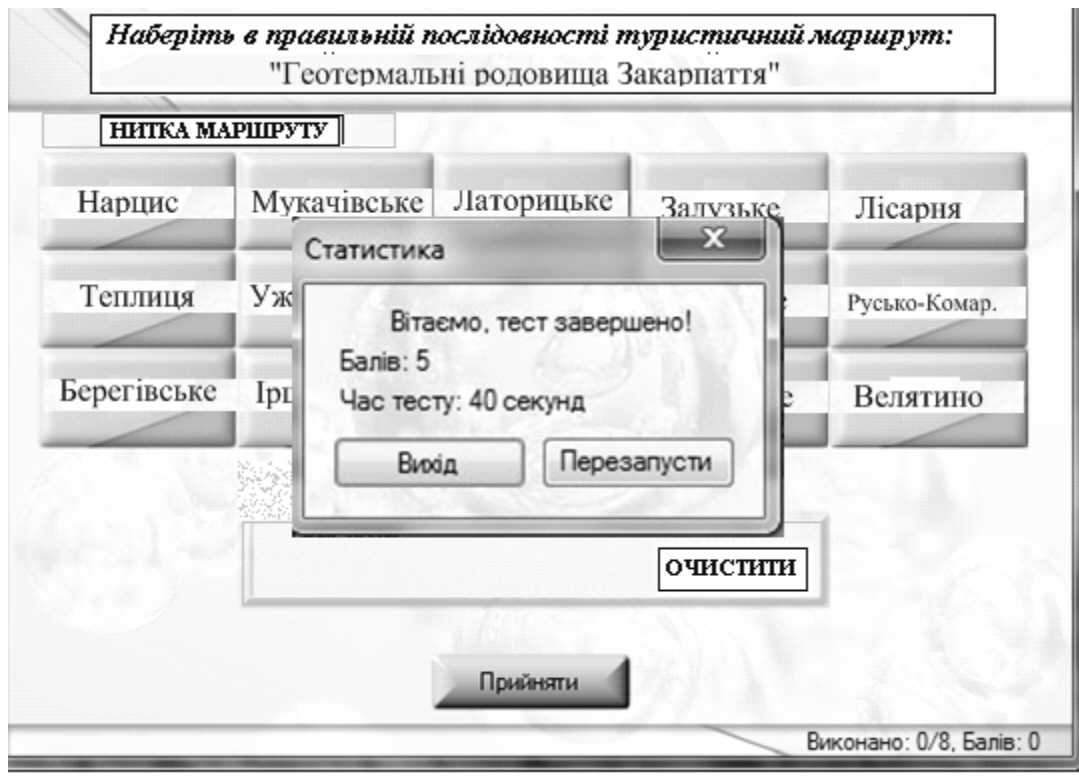 Наберіть в правильній послідовності туристичний маршрут:
"Геотермальні родовища Закарпаття"
НИТКА МАРШРУТУ
Нарцис Мукачівське Латорицьке Залузьке Лісарня
Статистика
Теплиця Русько-Комар.
Вітаємо, тест завершено!
Балів: 5
Берегівське Велятино
Час тесту: 40 секунд
Вихід Перезапусти
ОЧИСТИТИ
Прийняти
Виконано: 0/8, Балів: 0